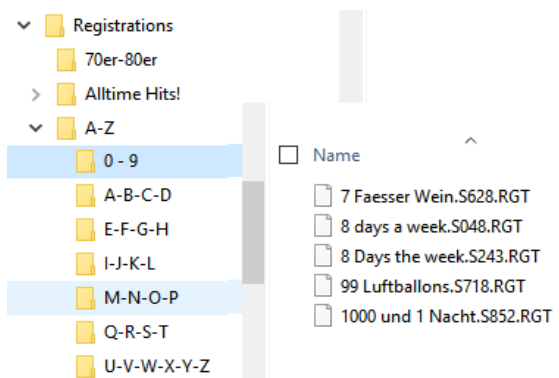 Registrations
70er-80er
Alltime Hits!
A-Z
0 - 9
A-B-C-D
E-F-G-H
I-J-K-L
M-N-O-P
Q-R-S-T
U-V-W-X-Y-Z
Name
7 Faesser Wein.S628.RGT
8 days a week.S048.RGT
8 Days the week.S243.RGT
99 Luftballons.S718.RGT
1000 und 1 Nacht.S852.RGT